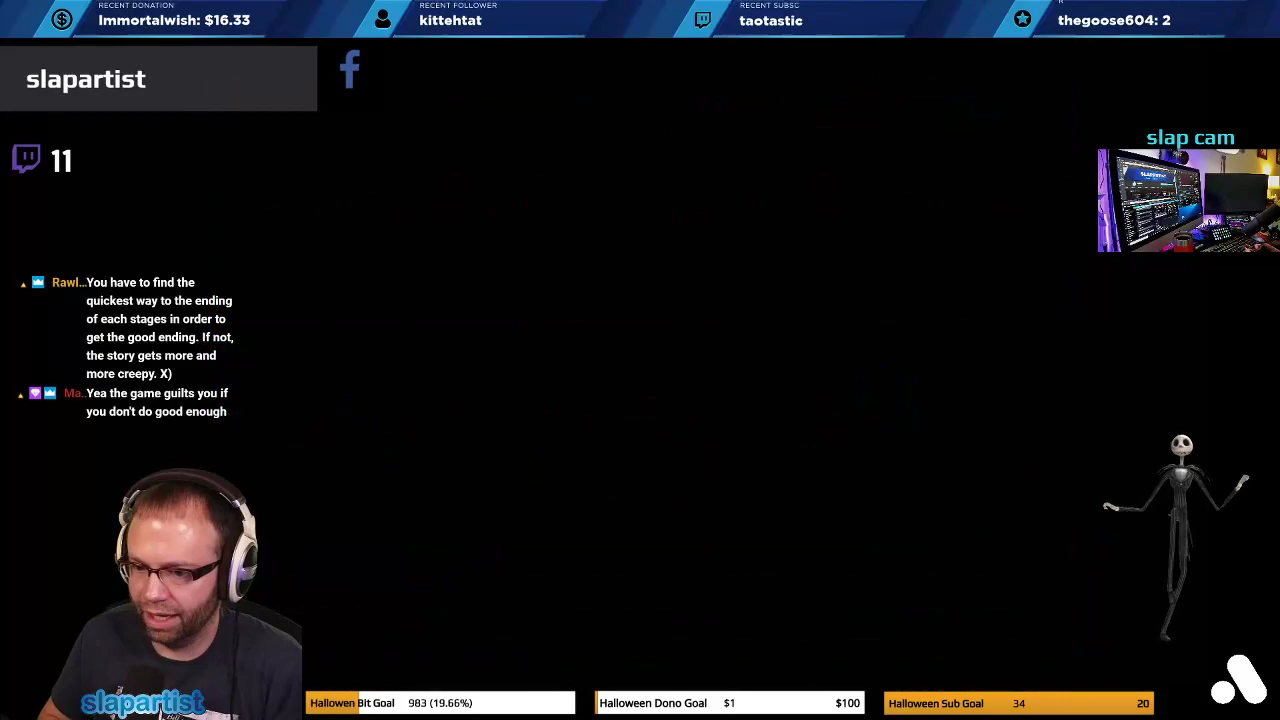 RECENT DONATION
Immortalwish: $16.33
RECENT FOLLOWER
kittehtat
RECENT SUBSC
taotastic
thegoose604: 2
slapartist
11
slap cam
Rawl... You have to find the
quickest way to the ending
of each stages in order to
get the good ending. If not,
the story gets more and
more creepy. X)
Ma.. Yea the game guilts you if
you don't do good enough
slapartist
Hallowen Bit Goal 983 (19.66%)
Halloween Dono Goal $1 $100
Halloween Sub Goal 34 20